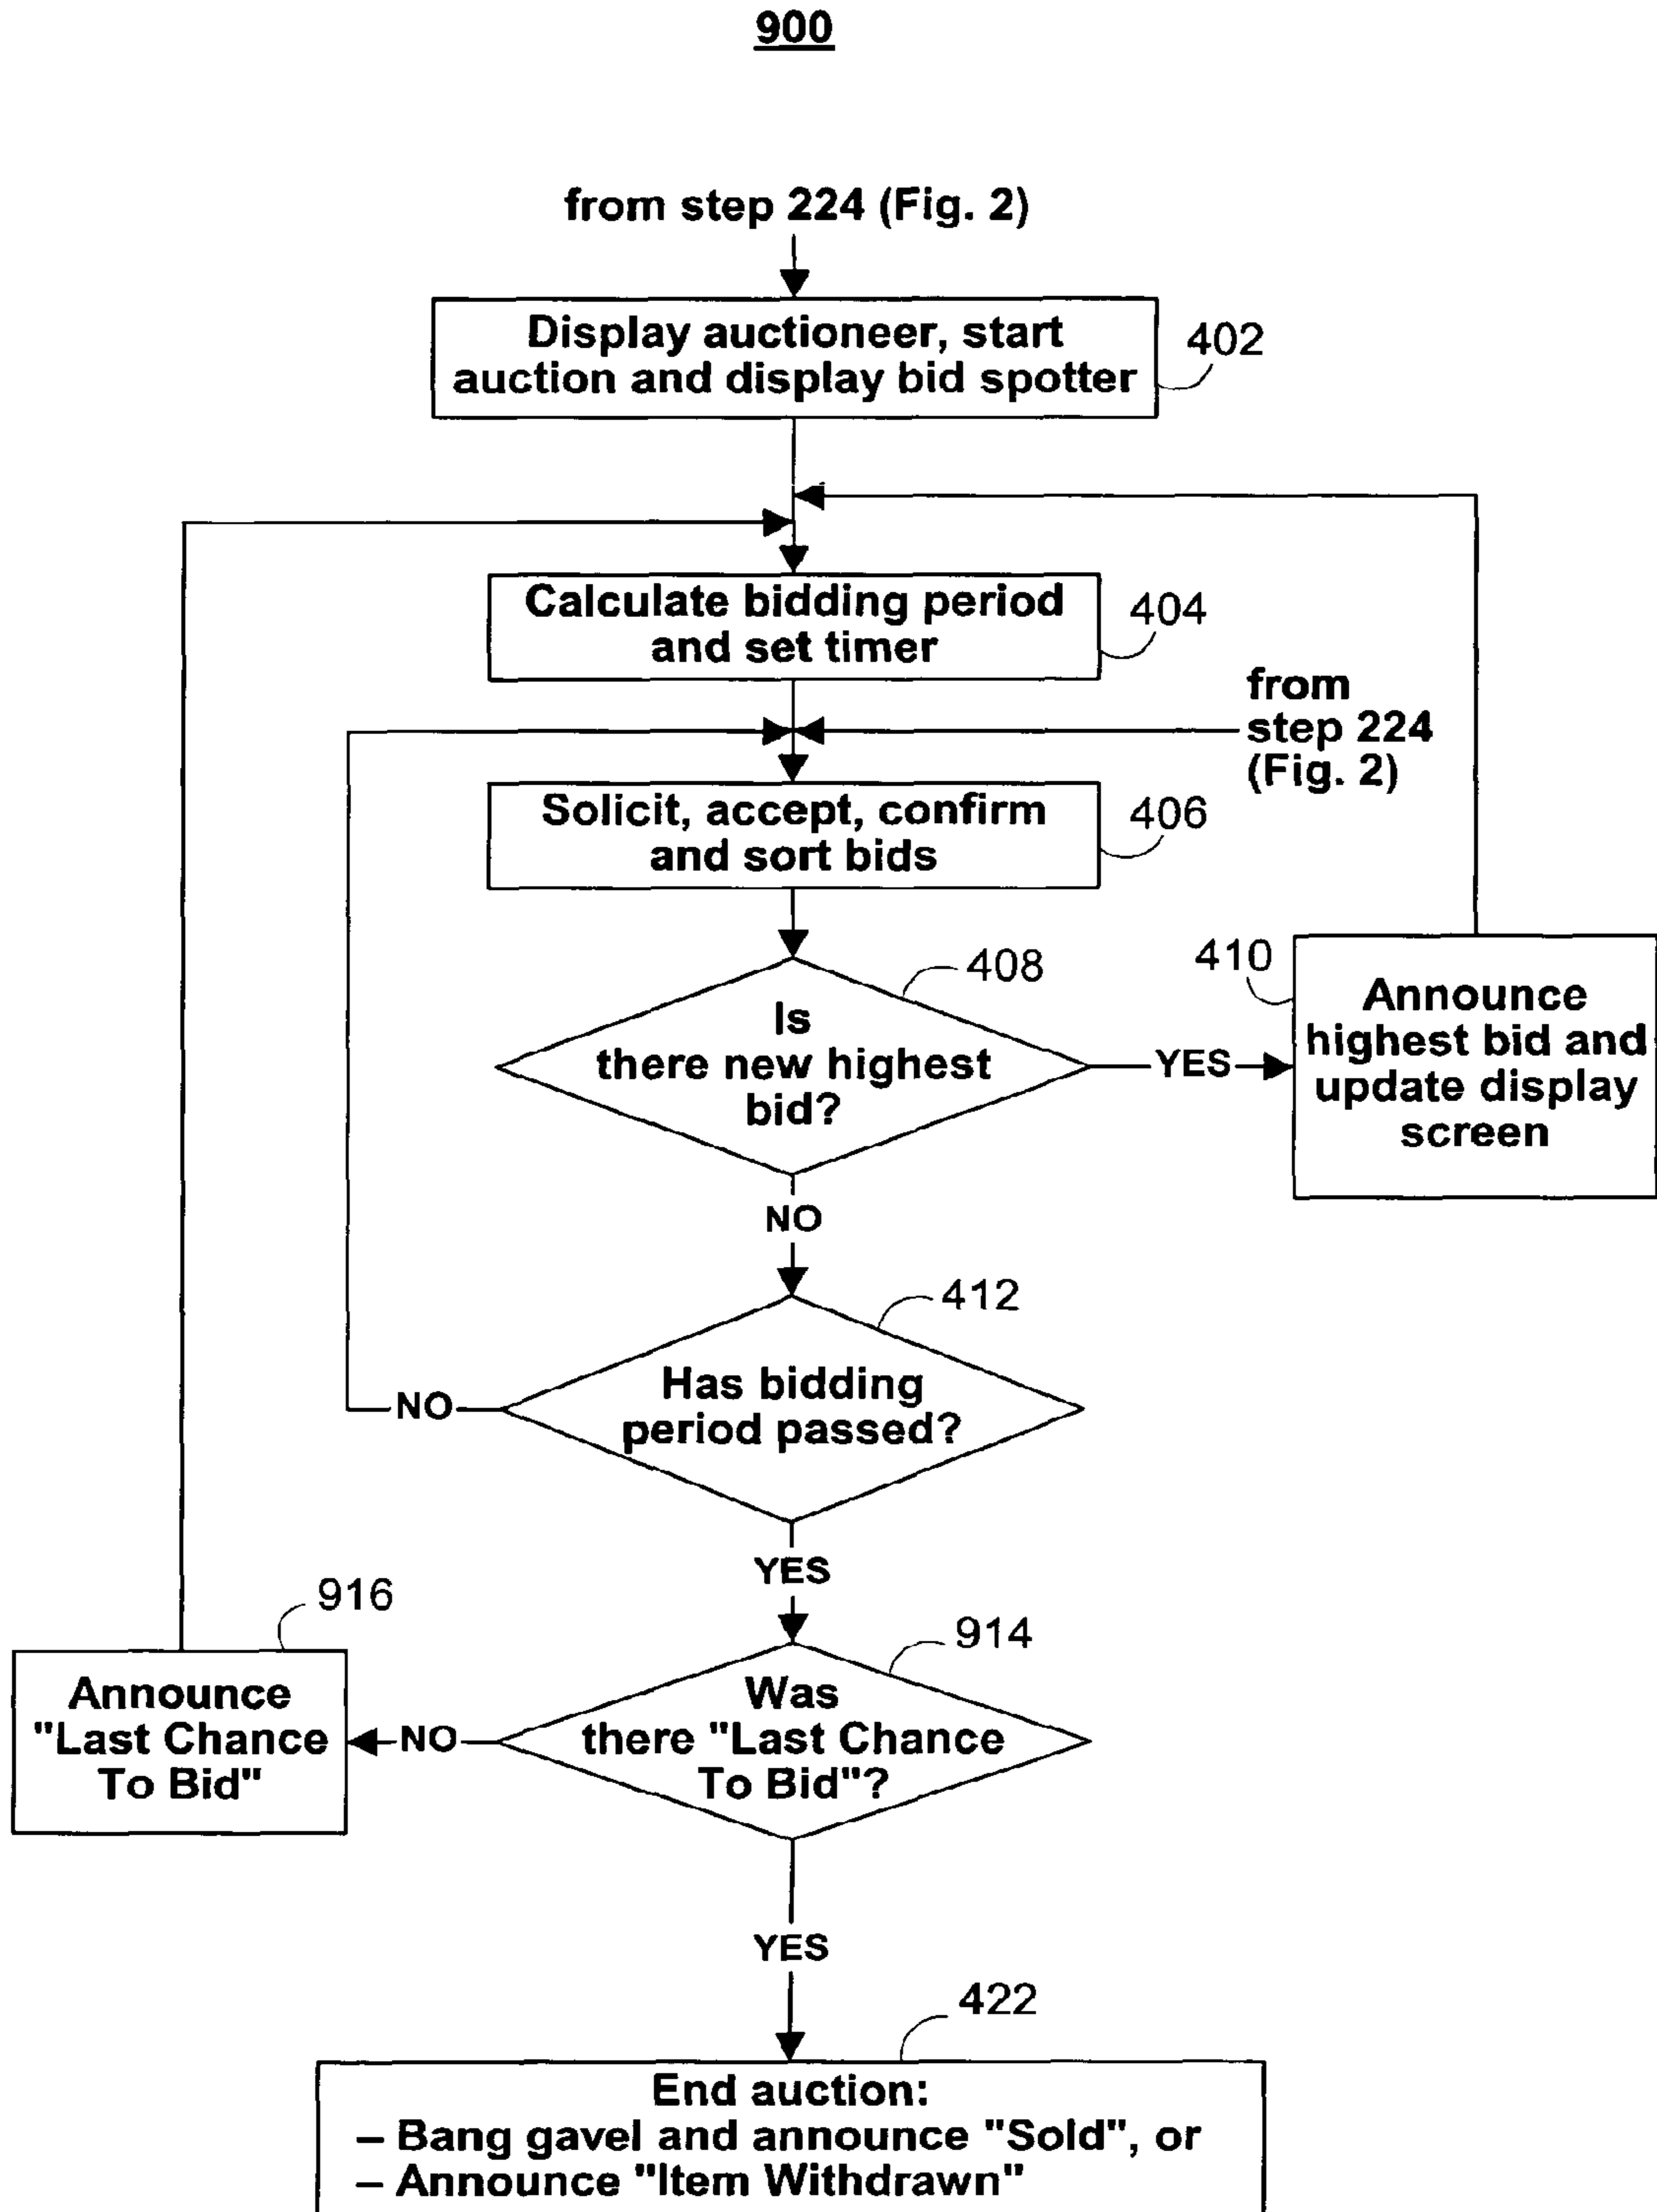 900
from step 224 (Fig. 2)
Display auctioneer, start
auction and display bid spotter
402
Calculate bidding period
and set timer
404
from
step 224
(Fig. 2)
Solicit, accept, confirm
and sort bids
406
408
Is
there new highest
bid?
YES
410
Announce
highest bid and
update display
screen
NO
412
Has bidding
period passed?
NO
YES
916
Announce
"Last Chance
To Bid"
914
Was
there "Last Chance
To Bid"?
NO
YES
422
End auction:
– Bang gavel and announce "Sold", or
– Announce "Item Withdrawn"